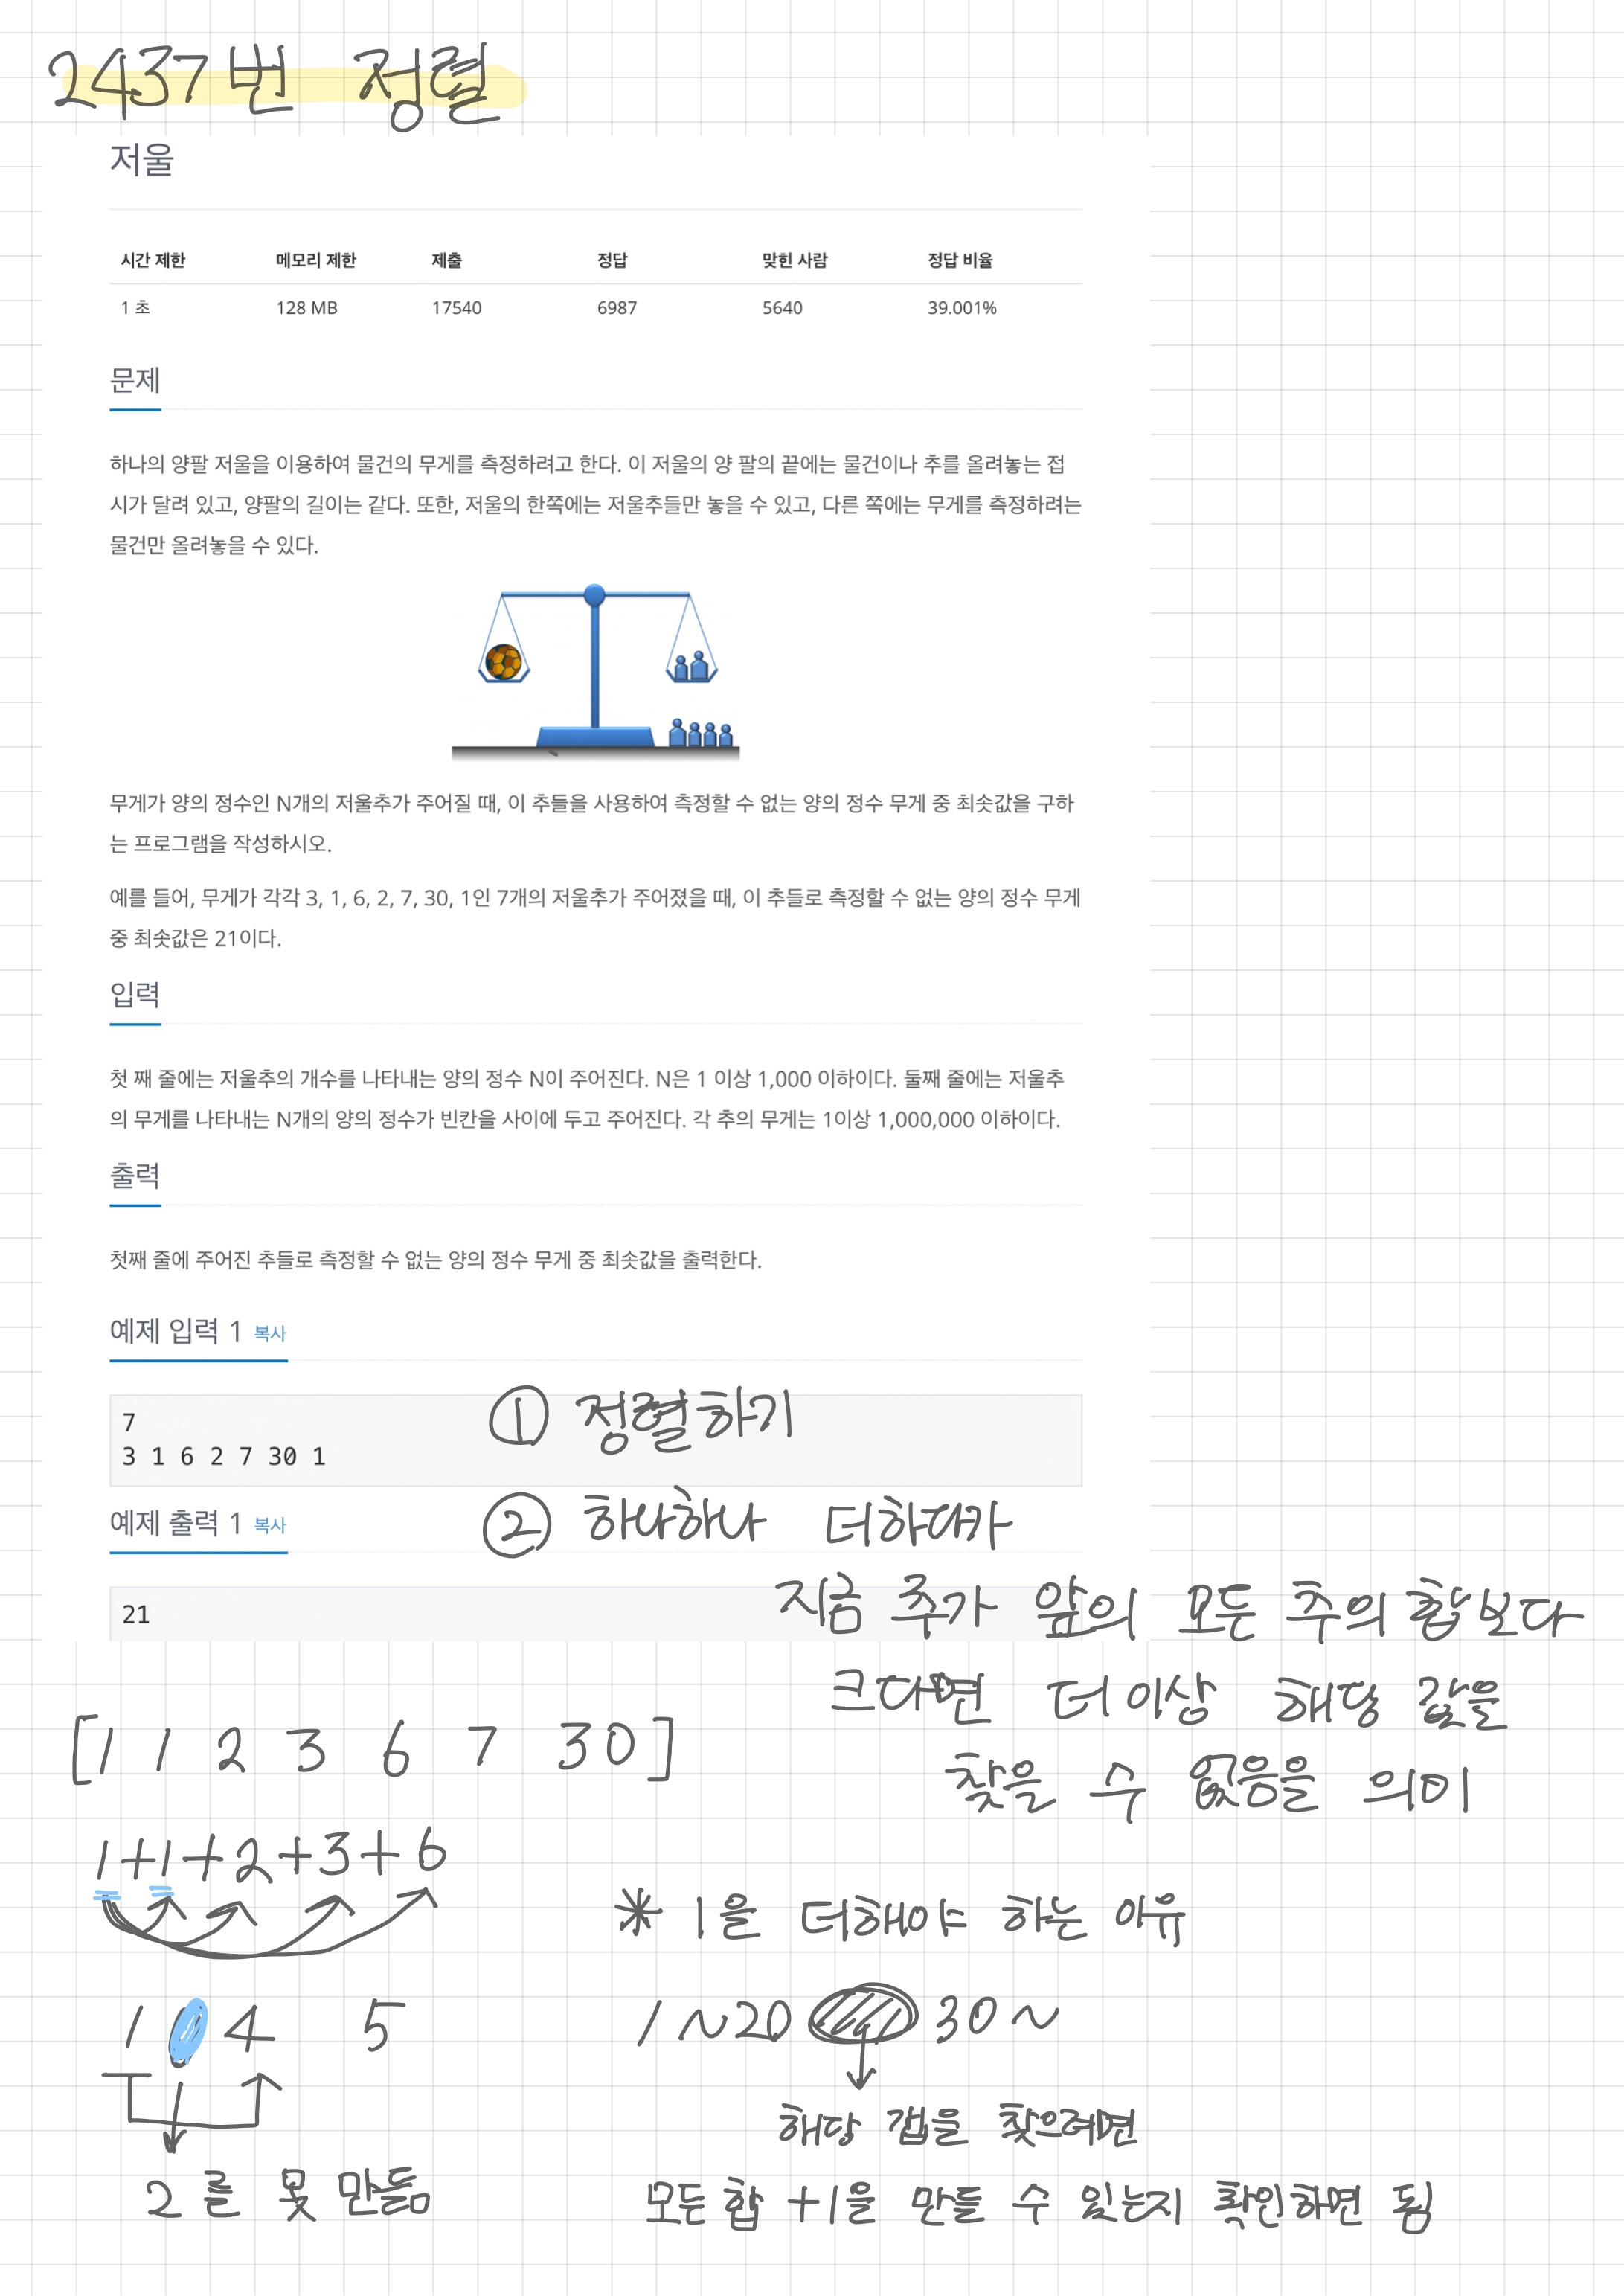 2437번 정렬
저울
시간 제한 메모리 제한 제출 정답 맞힌 사람 정답 비율
1 초 128 MB 17540 6987 5640 39.001%
문제
하나의 양팔 저울을 이용하여 물건의 무게를 측정하려고 한다. 이 저울의 양 팔의 끝에는 물건이나 추를 올려놓는 접
시가 달려 있고, 양팔의 길이는 같다. 또한, 저울의 한쪽에는 저울추들만 놓을 수 있고, 다른 쪽에는 무게를 측정하려는
물건만 올려놓을 수 있다.
무게가 양의 정수인 N개의 저울추가 주어질 때, 이 추들을 사용하여 측정할 수 없는 양의 정수 무게 중 최솟값을 구하
는 프로그램을 작성하시오.
예를 들어, 무게가 각각 3, 1, 6, 2, 7, 30, 1인 7개의 저울추가 주어졌을 때, 이 추들로 측정할 수 없는 양의 정수 무게
중 최솟값은 21이다.
입력
첫 째 줄에는 저울추의 개수를 나타내는 양의 정수 N이 주어진다. N은 1 이상 1,000 이하이다. 둘째 줄에는 저울추
의 무게를 나타내는 N개의 양의 정수가 빈칸을 사이에 두고 주어진다. 각 추의 무게는 1이상 1,000,000 이하이다.
출력
첫째 줄에 주어진 추들로 측정할 수 없는 양의 정수 무게 중 최솟값을 출력한다.
예제 입력 1 복사
7
3 1 6 2 7 30 1
① 정렬하기
예제 출력 1 복사
② 하나하나 더하다가
21
지금 추가 앞의 모든 추의 합보다
크다면 더이상 해당 값을
찾을 수 없음을 의미
[1 1 2 3 6 7 30]
1+1+2+3+6
* 1을 더해야 하는 이유
1 4 5
1~20 30~
해당 갭을 찾으려면
2를 못 만듦
모든합 +1을 만들 수 있는지 확인하면 됨